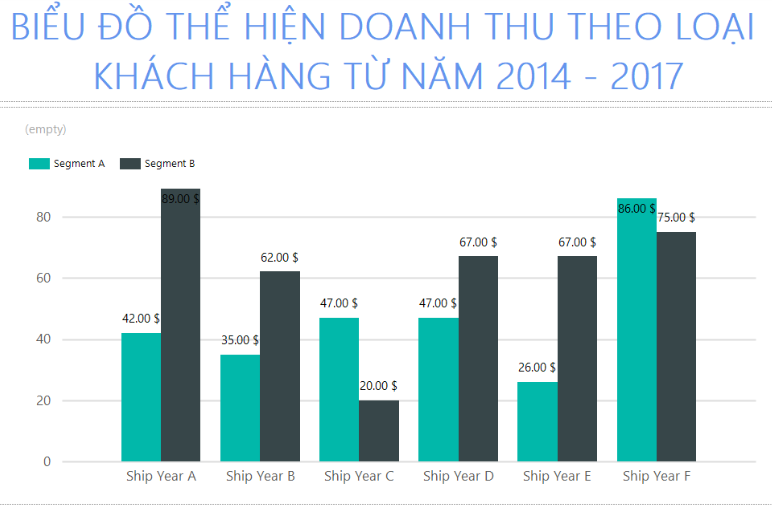 BIỂU ĐỒ THỂ HIỆN DOANH THU THEO LOẠI
KHÁCH HÀNG TỪ NĂM 2014 - 2017
(empty)
Segment A Segment B
89.00 $
86.00 $
80
75.00 $
67.00 $ 67.00 $
62.00 $
60
47.00 $ 47.00 $
42.00 $
40
35.00 $
26.00 $
20.00 $
20
0
Ship Year A Ship Year B Ship Year C Ship Year D Ship Year E Ship Year F